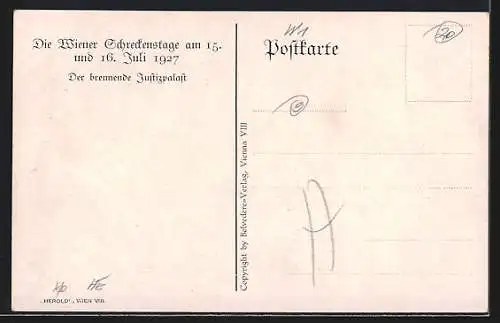 Die Wiener Schreckenstage am 15.
und 16. Juli 1927
Der brennende Justizpalast
Postkarte
W1
Copyright by Belvedere-Verlag, Vienna VIII
„HEROLD“, WIEN VIII.